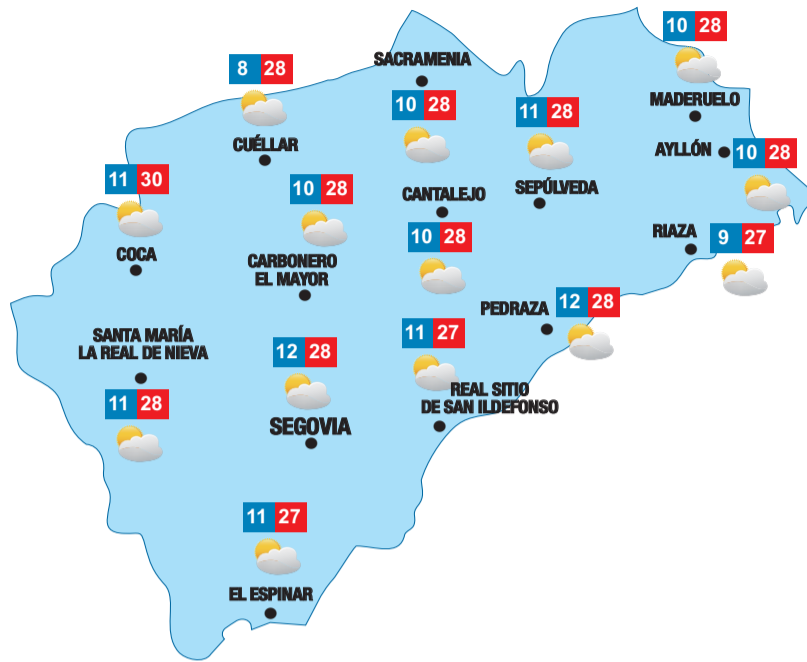 10 28
MADERUELO
SACRAMENIA
10 28
8 28
CUÉLLAR
11 28
SEPÚLVEDA
AYLLÓN
10 28
11 30
COCA
10 28
CARBONERO
EL MAYOR
CANTALEJO
10 28
RIAZA
9 27
PEDRAZA
12 28
SANTA MARÍA
LA REAL DE NIEVA
11 28
12 28
SEGOVIA
11 27
REAL SITIO
DE SAN ILDEFONSO
11 27
EL ESPINAR